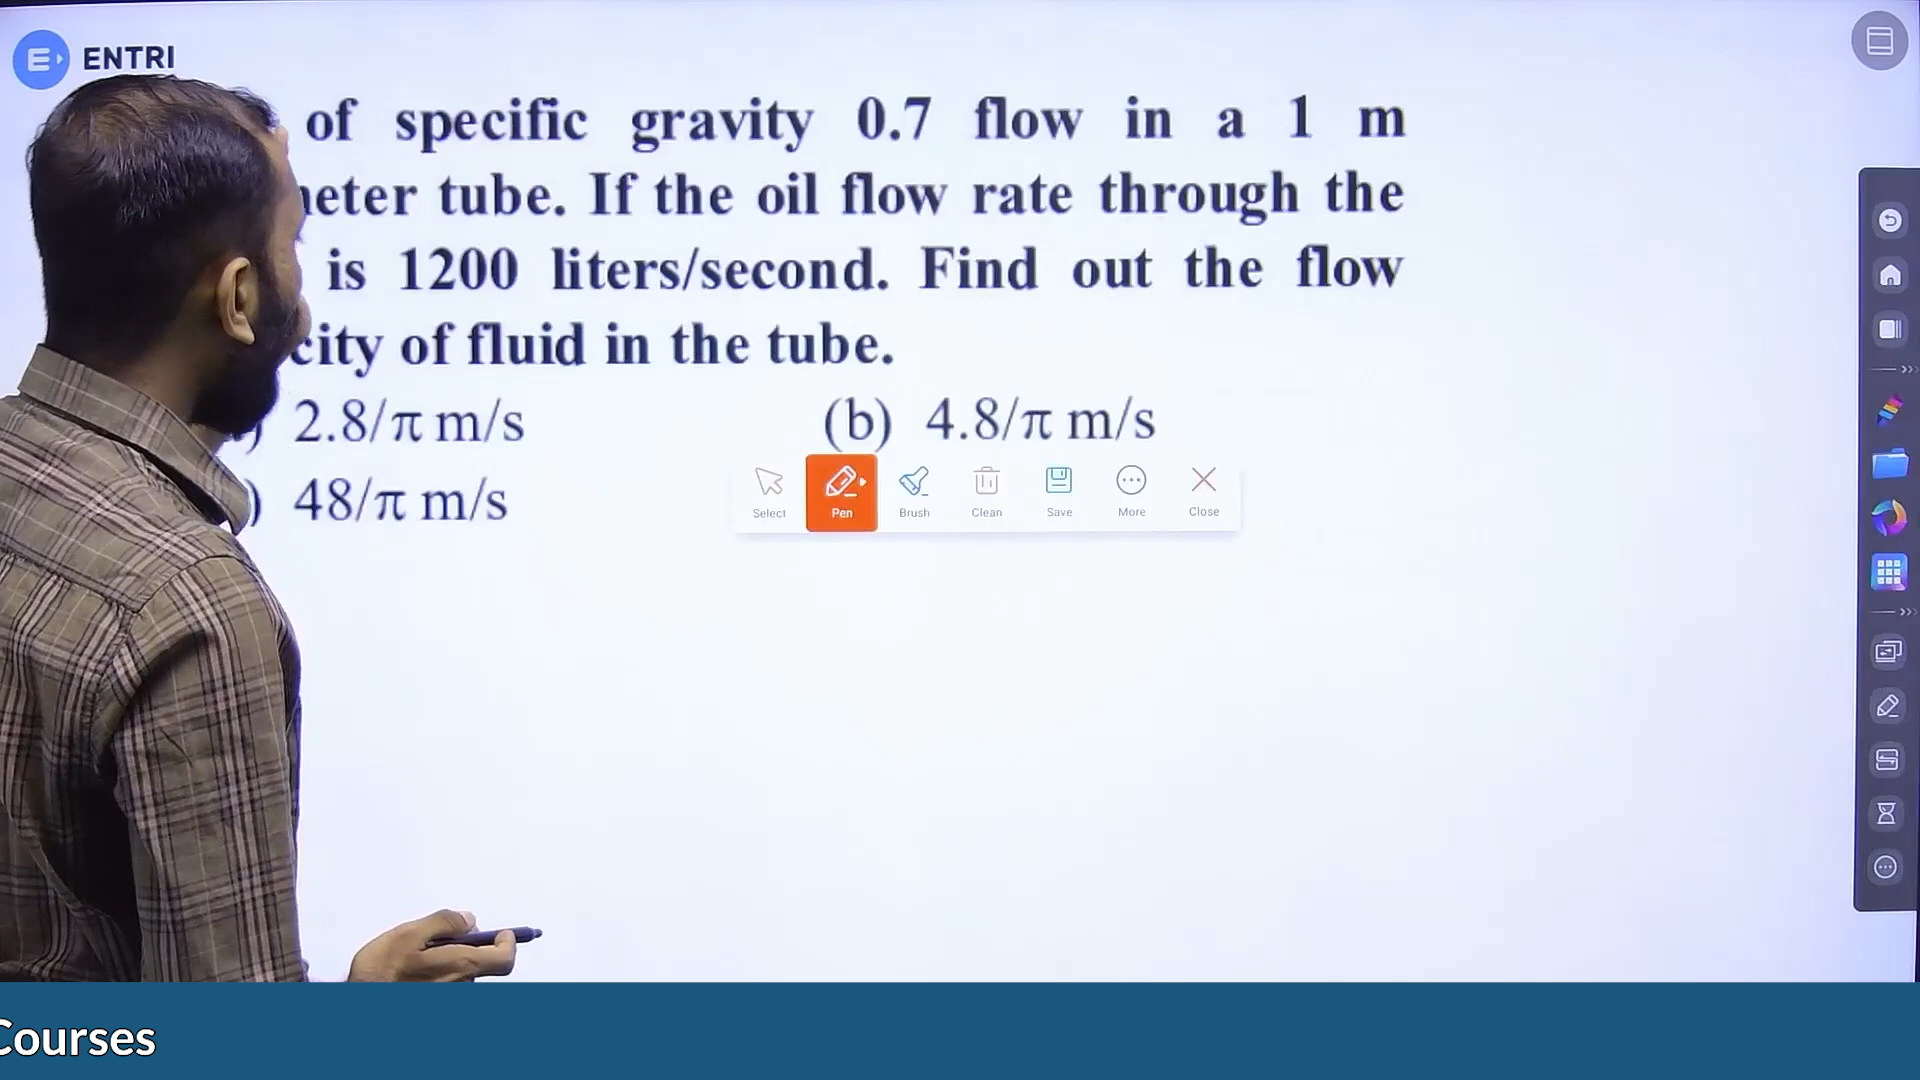 ENTRI
of specific gravity 0.7 flow in a 1 m
tube. If the oil flow rate through the
is 1200 liters/second. Find out the flow
of fluid in the tube.
2.8/π m/s (b) 4.8/π m/s
) 48/π m/s
Select Pen Brush Clean Save More Close
Courses